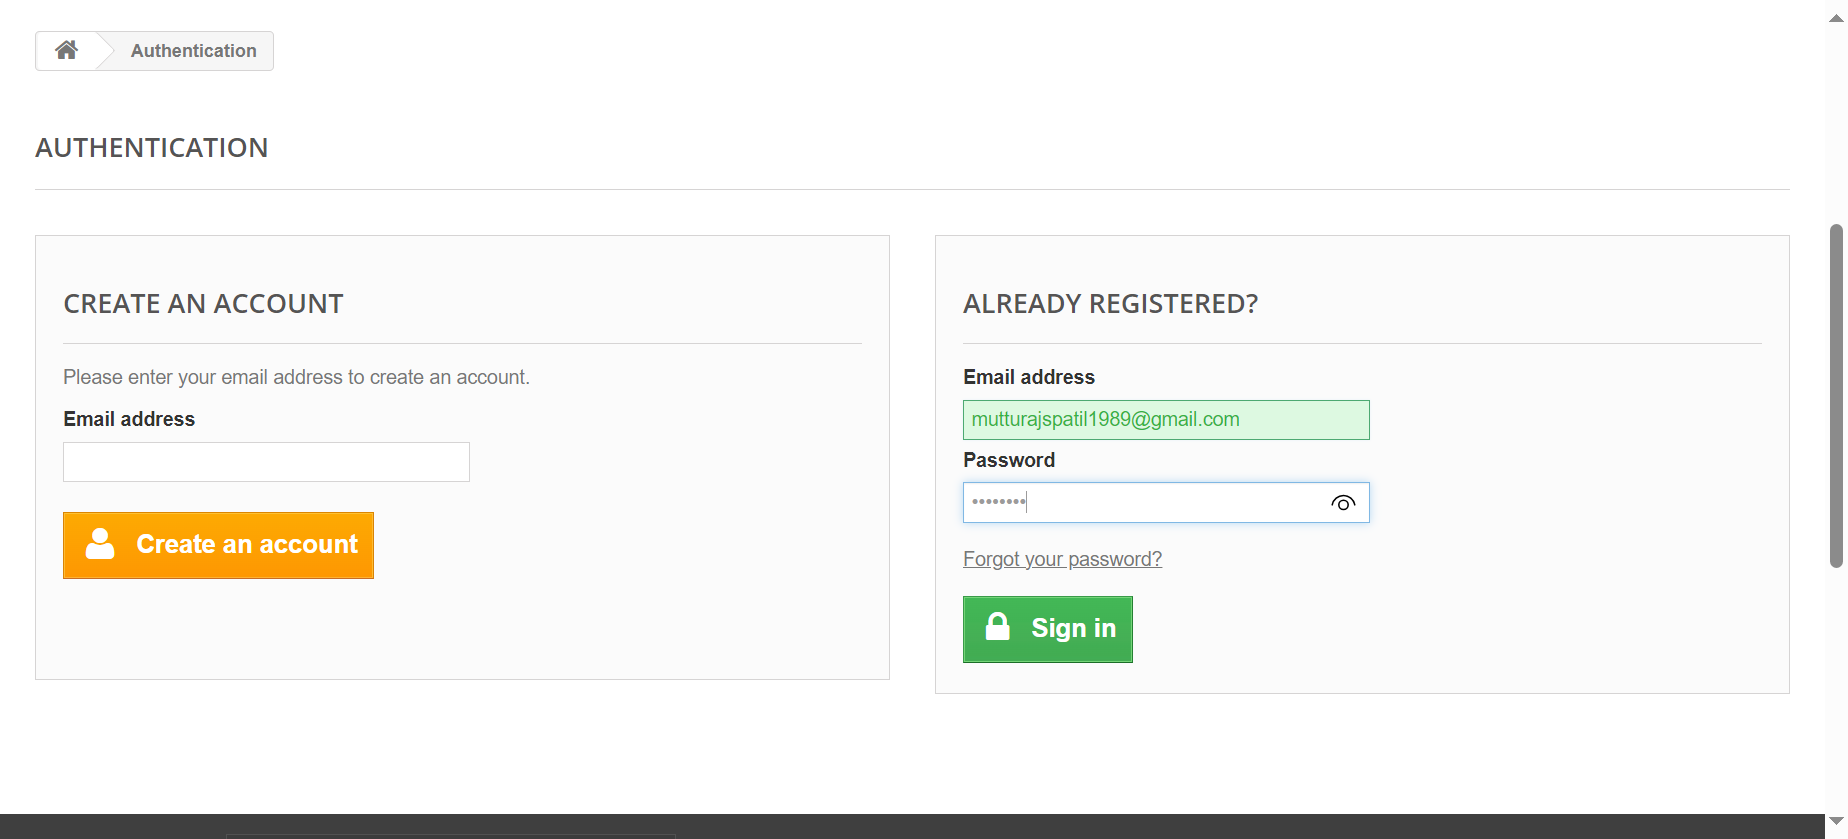 Authentication
AUTHENTICATION
CREATE AN ACCOUNT
Please enter your email address to create an account.
Email address
Create an account
ALREADY REGISTERED?
Email address
mutturajspatil1989@gmail.com
Password
••••••••
Forgot your password?
Sign in